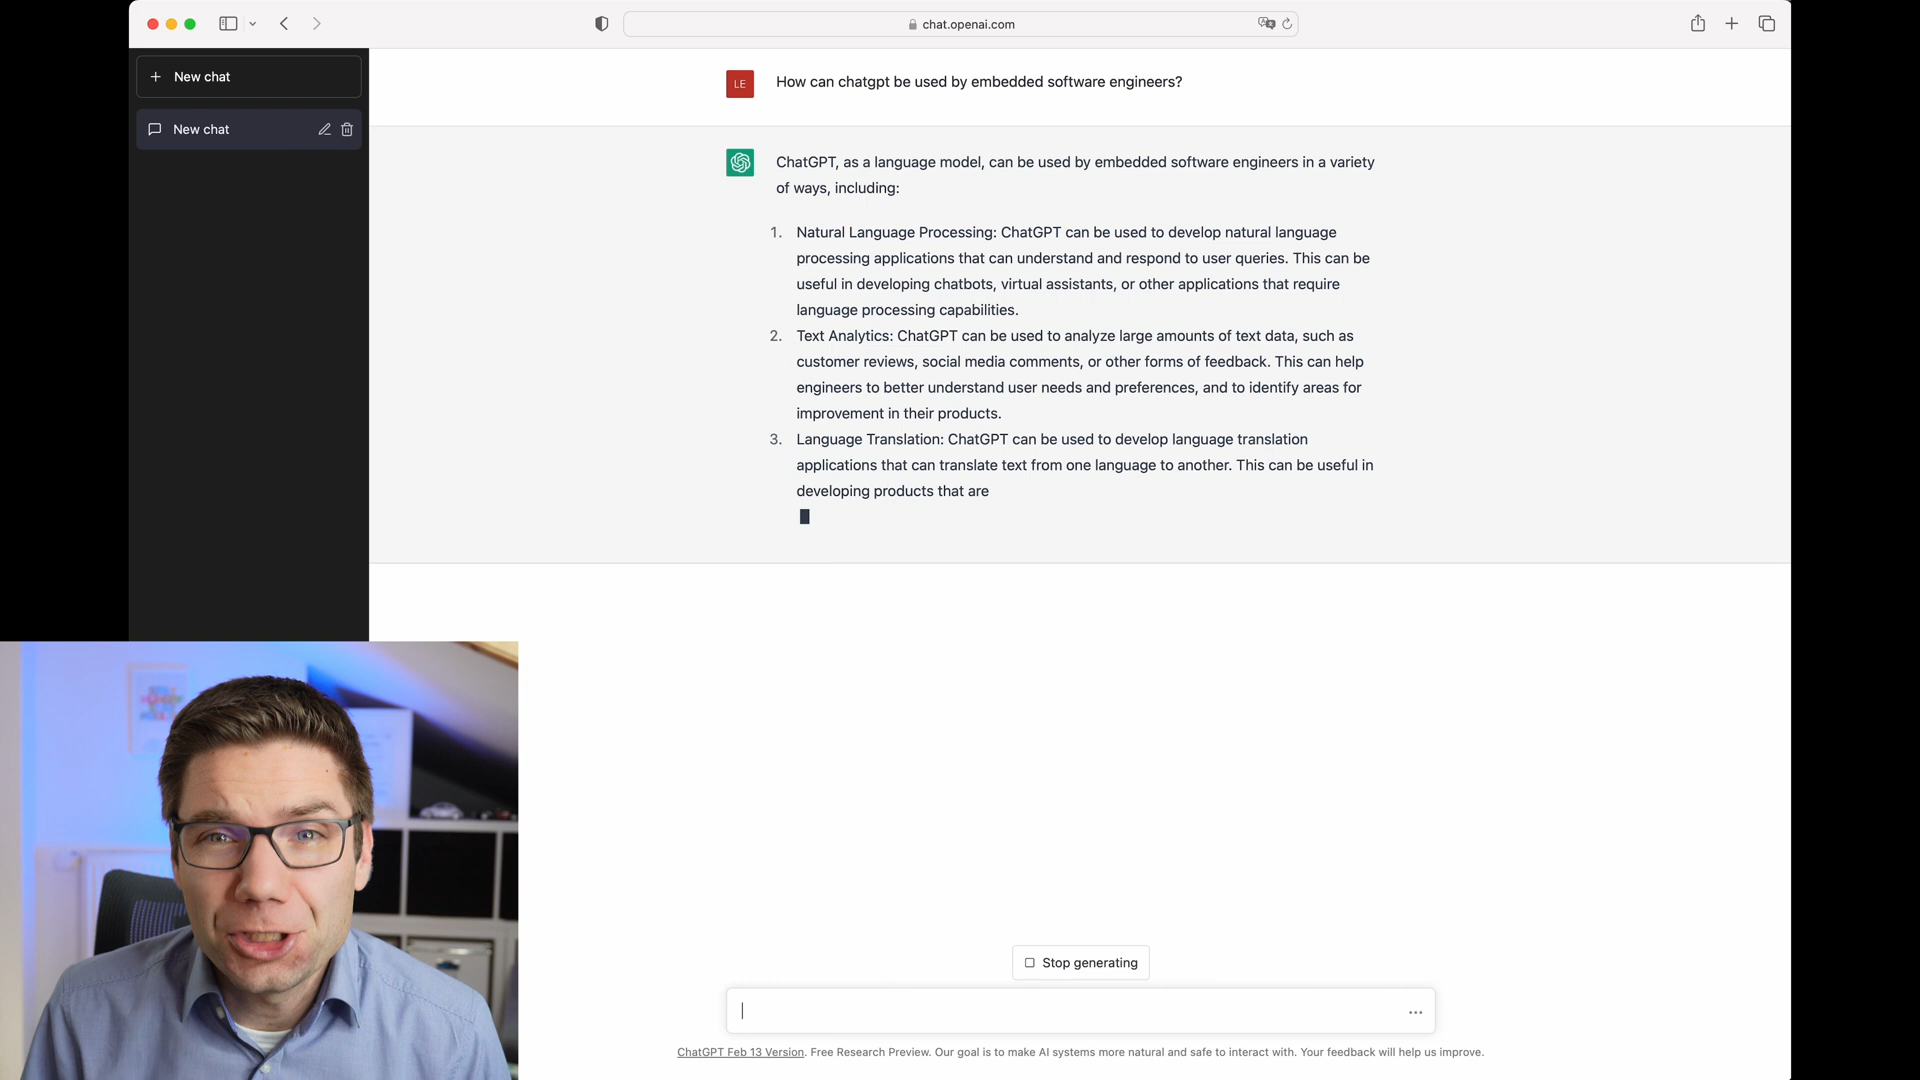 chat.openai.com
New chat
New chat
LE
How can chatgpt be used by embedded software engineers?
ChatGPT, as a language model, can be used by embedded software engineers in a variety
of ways, including:
1. Natural Language Processing: ChatGPT can be used to develop natural language
processing applications that can understand and respond to user queries. This can be
useful in developing chatbots, virtual assistants, or other applications that require
language processing capabilities.
2. Text Analytics: ChatGPT can be used to analyze large amounts of text data, such as
customer reviews, social media comments, or other forms of feedback. This can help
engineers to better understand user needs and preferences, and to identify areas for
improvement in their products.
3. Language Translation: ChatGPT can be used to develop language translation
applications that can translate text from one language to another. This can be useful in
developing products that are
Stop generating
ChatGPT Feb 13 Version. Free Research Preview. Our goal is to make AI systems more natural and safe to interact with. Your feedback will help us improve.